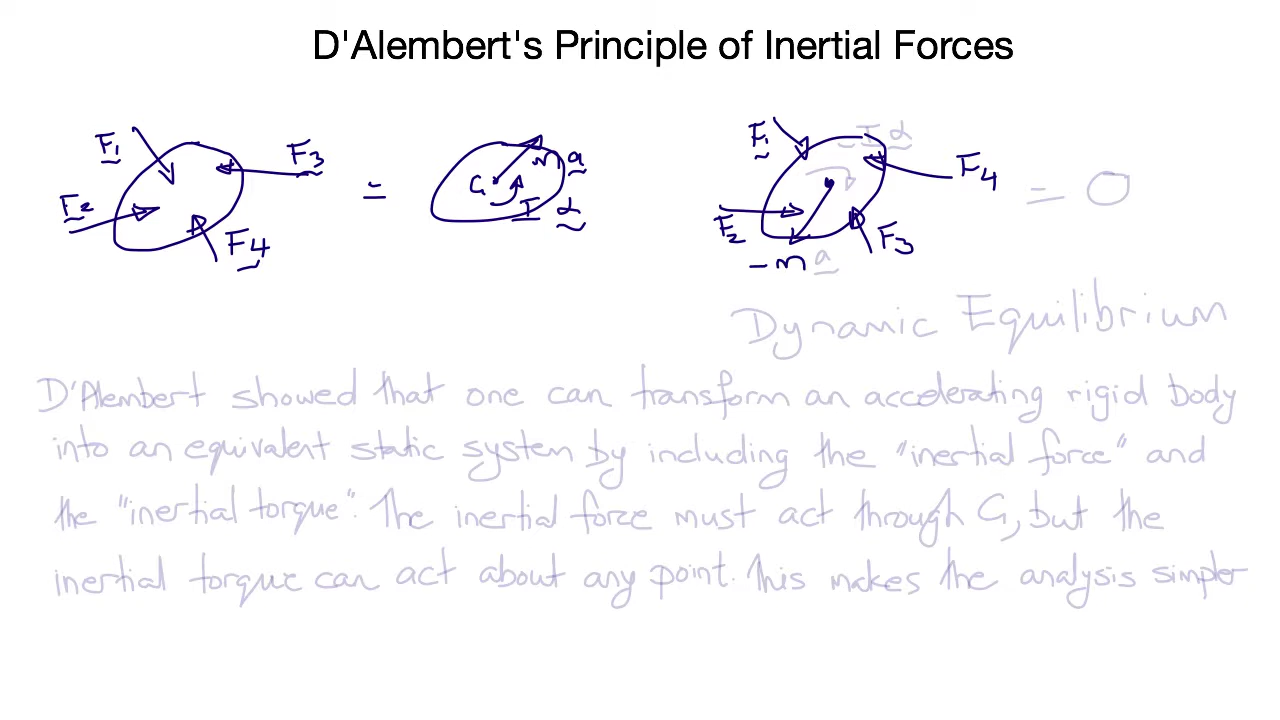 D'Alembert's Principle of Inertial Forces
F1
F2
F3
F4
=
G
m a
I α
F1
- I α
F4
F2
F3
- m a
= 0
Dynamic Equilibrium
D'Alembert showed that one can transform an accelerating rigid body
into an equivalent static system by including the "inertial force" and
the "inertial torque". The inertial force must act through G, but the
inertial torque can act about any point. This makes the analysis simpler